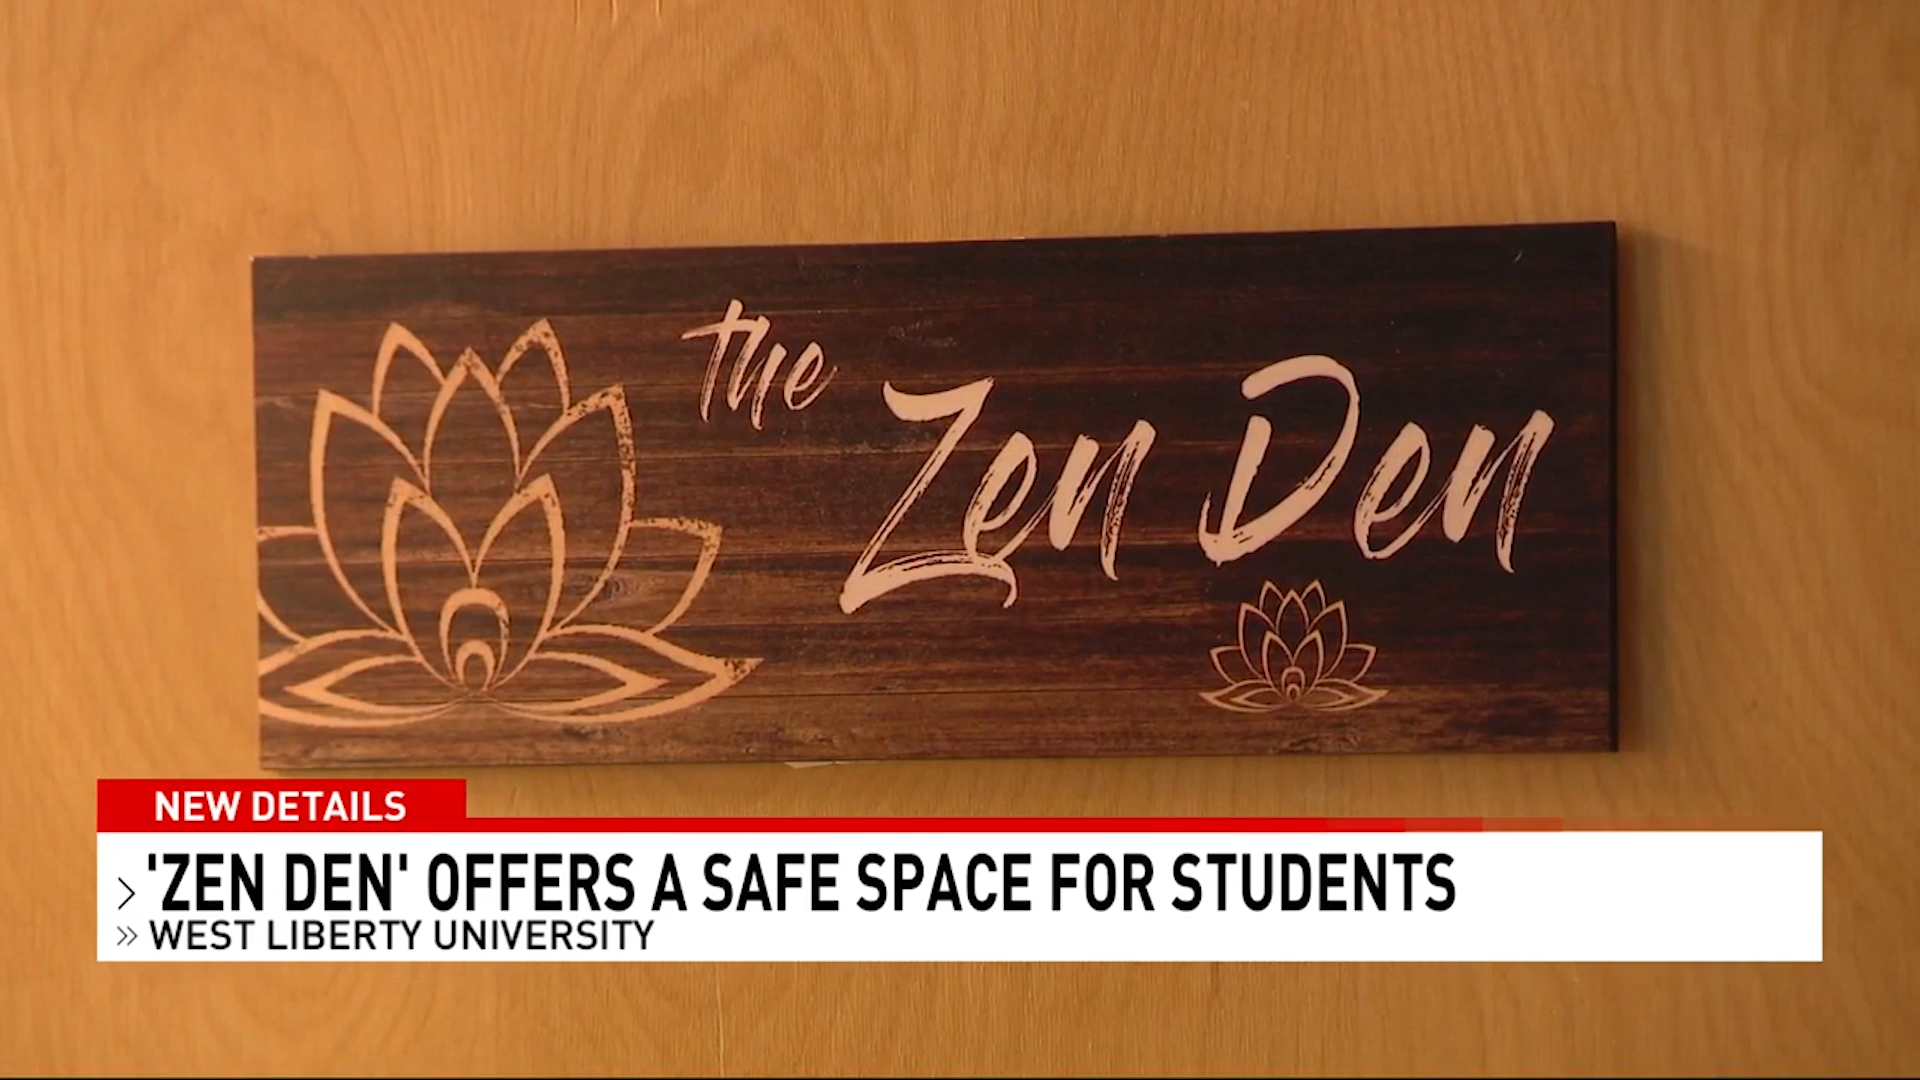 the
Zen Den
NEW DETAILS
'ZEN DEN' OFFERS A SAFE SPACE FOR STUDENTS
WEST LIBERTY UNIVERSITY